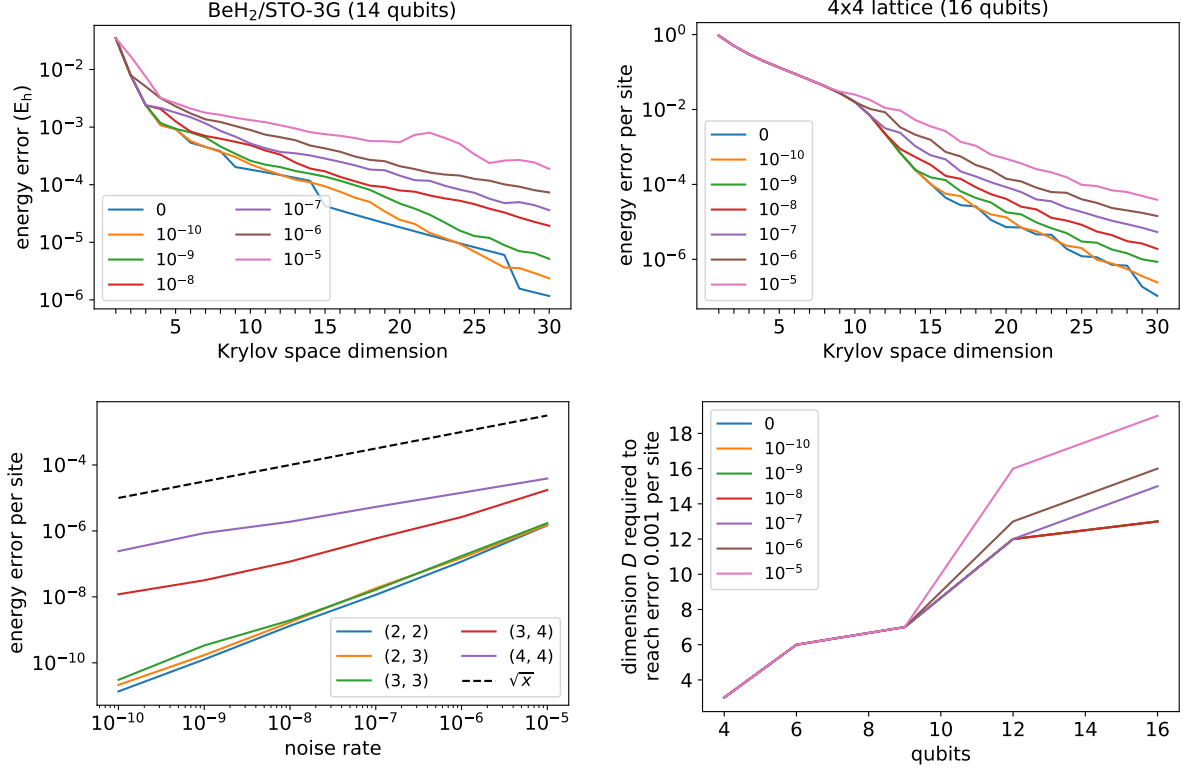 BeH₂/STO-3G (14 qubits)
energy error (Eₕ)
10⁻²
10⁻³
10⁻⁴
10⁻⁵
10⁻⁶
0
10⁻¹⁰
10⁻⁹
10⁻⁸
10⁻⁷
10⁻⁶
10⁻⁵
5 10 15 20 25 30
Krylov space dimension
4x4 lattice (16 qubits)
energy error per site
10⁰
10⁻²
10⁻⁴
10⁻⁶
0
10⁻¹⁰
10⁻⁹
10⁻⁸
10⁻⁷
10⁻⁶
10⁻⁵
5 10 15 20 25 30
Krylov space dimension
energy error per site
10⁻⁴
10⁻⁶
10⁻⁸
10⁻¹⁰
(2, 2)
(2, 3)
(3, 3)
(3, 4)
(4, 4)
√x
10⁻¹⁰ 10⁻⁹ 10⁻⁸ 10⁻⁷ 10⁻⁶ 10⁻⁵
noise rate
dimension D required to
reach error 0.001 per site
18
16
14
12
10
8
6
4
0
10⁻¹⁰
10⁻⁹
10⁻⁸
10⁻⁷
10⁻⁶
10⁻⁵
4 6 8 10 12 14 16
qubits